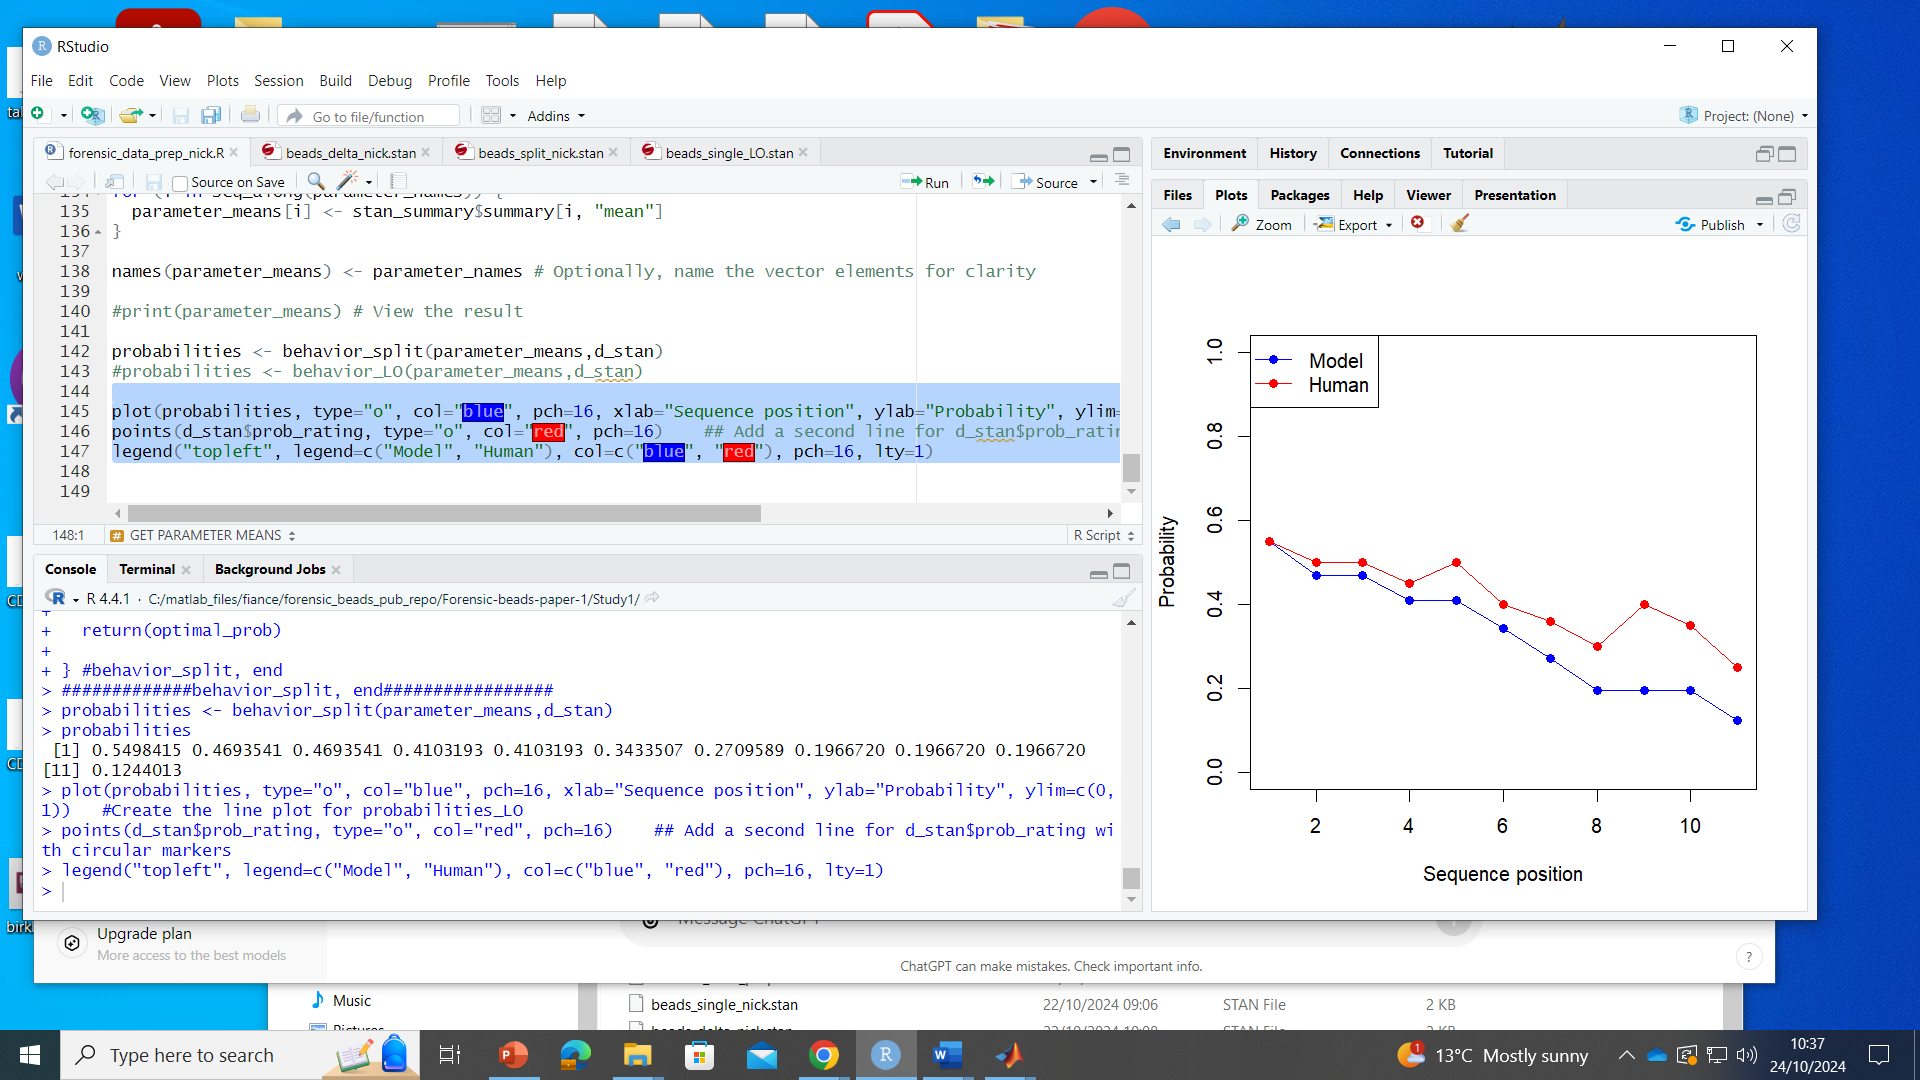 RStudio
File Edit Code View Plots Session Build Debug Profile Tools Help
Go to file/function
Addins
Project: (None)
forensic_data_prep_nick.R
beads_delta_nick.stan
beads_split_nick.stan
beads_single_LO.stan
Source on Save
Run
Source
135 parameter_means[i] <- stan_summary$summary[i, "mean"]
136 }
137
138 names(parameter_means) <- parameter_names # Optionally, name the vector elements for clarity
139
140 #print(parameter_means) # View the result
141
142 probabilities <- behavior_split(parameter_means,d_stan)
143 #probabilities <- behavior_LO(parameter_means,d_stan)
144
145 plot(probabilities, type="o", col="blue", pch=16, xlab="Sequence position", ylab="Probability", ylim=
146 points(d_stan$prob_rating, type="o", col="red", pch=16)    ## Add a second line for d_stan$prob_ratin
147 legend("topleft", legend=c("Model", "Human"), col=c("blue", "red"), pch=16, lty=1)
148
149
148:1 # GET PARAMETER MEANS
R Script
Console Terminal Background Jobs
R 4.4.1 · C:/matlab_files/fiance/forensic_beads_pub_repo/Forensic-beads-paper-1/Study1/
+
+   return(optimal_prob)
+
+ } #behavior_split, end
> #############behavior_split, end#################
> probabilities <- behavior_split(parameter_means,d_stan)
> probabilities
[1] 0.5498415 0.4693541 0.4693541 0.4103193 0.4103193 0.3433507 0.2709589 0.1966720 0.1966720 0.1966720
[11] 0.1244013
> plot(probabilities, type="o", col="blue", pch=16, xlab="Sequence position", ylab="Probability", ylim=c(0,
1))   #Create the line plot for probabilities_LO
> points(d_stan$prob_rating, type="o", col="red", pch=16)    ## Add a second line for d_stan$prob_rating wi
th circular markers
> legend("topleft", legend=c("Model", "Human"), col=c("blue", "red"), pch=16, lty=1)
>
Environment History Connections Tutorial
Files Plots Packages Help Viewer Presentation
Zoom Export Publish
Model
Human
1.0
0.8
0.6
0.4
0.2
0.0
Probability
2 4 6 8 10
Sequence position
Upgrade plan
More access to the best models
Message ChatGPT
ChatGPT can make mistakes. Check important info.
?
Music
Pictures
beads_single_nick.stan 22/10/2024 09:06 STAN File 2 KB
Type here to search
1
13°C Mostly sunny
10:37
24/10/2024